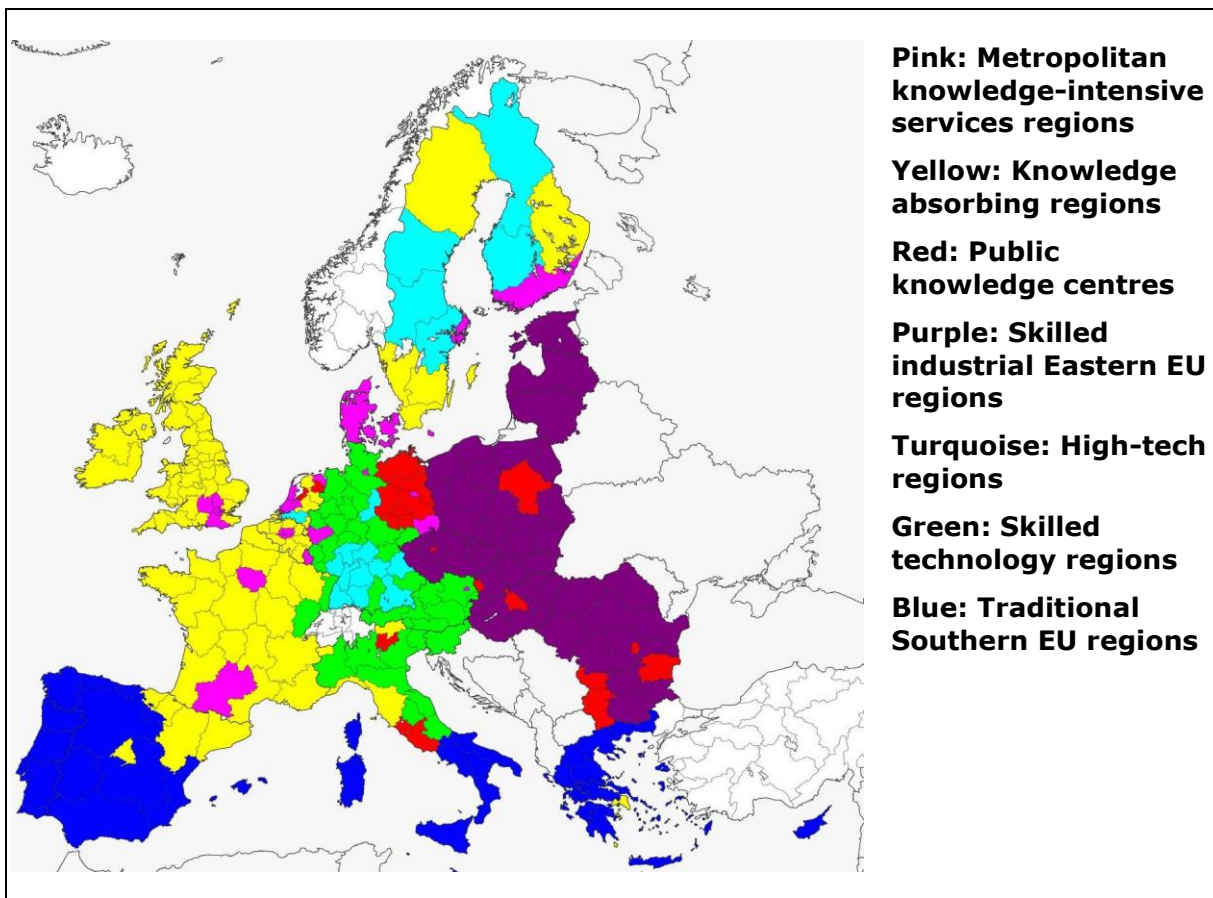 Pink: Metropolitan
knowledge-intensive
services regions
Yellow: Knowledge
absorbing regions
Red: Public
knowledge centres
Purple: Skilled
industrial Eastern EU
regions
Turquoise: High-tech
regions
Green: Skilled
technology regions
Blue: Traditional
Southern EU regions